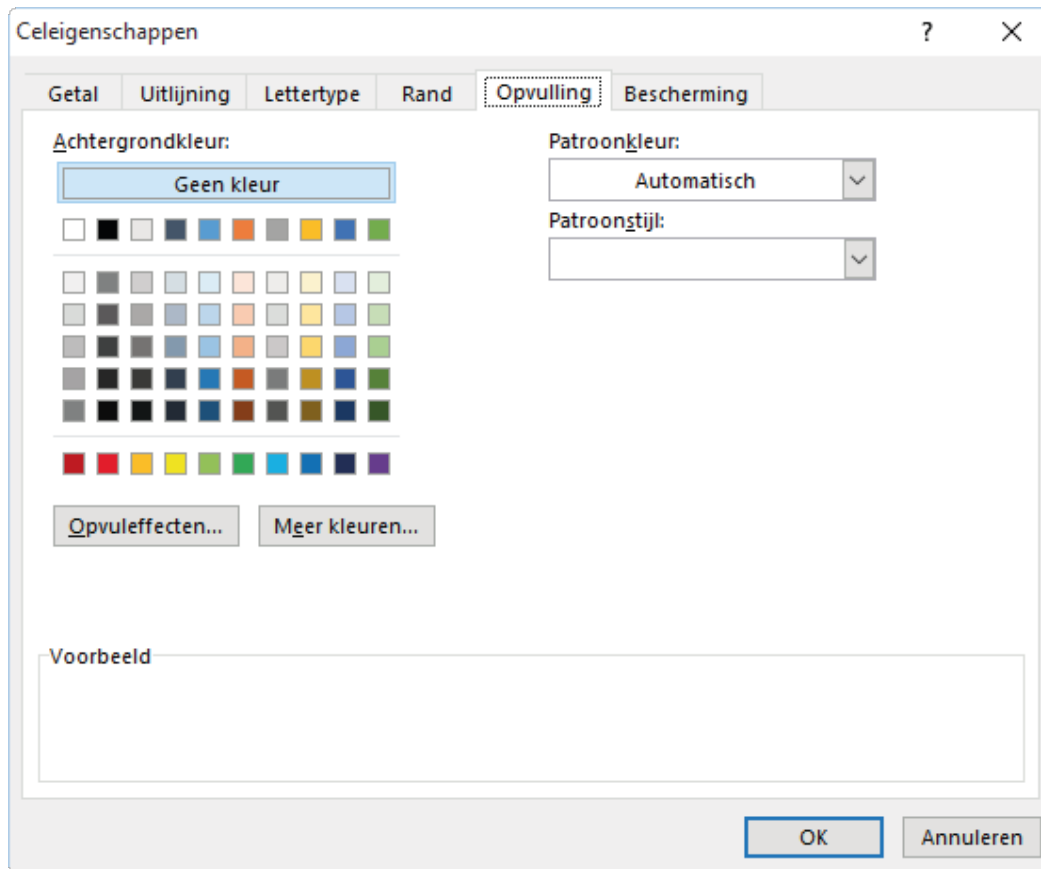 Celeigenschappen ?
Getal Uitlijning Lettertype Rand Opvulling Bescherming
Achtergrondkleur: Patroonkleur:
Geen kleur Automatisch
Patroonstijl:
Opvuleffecten... Meer kleuren...
Voorbeeld
OK Annuleren